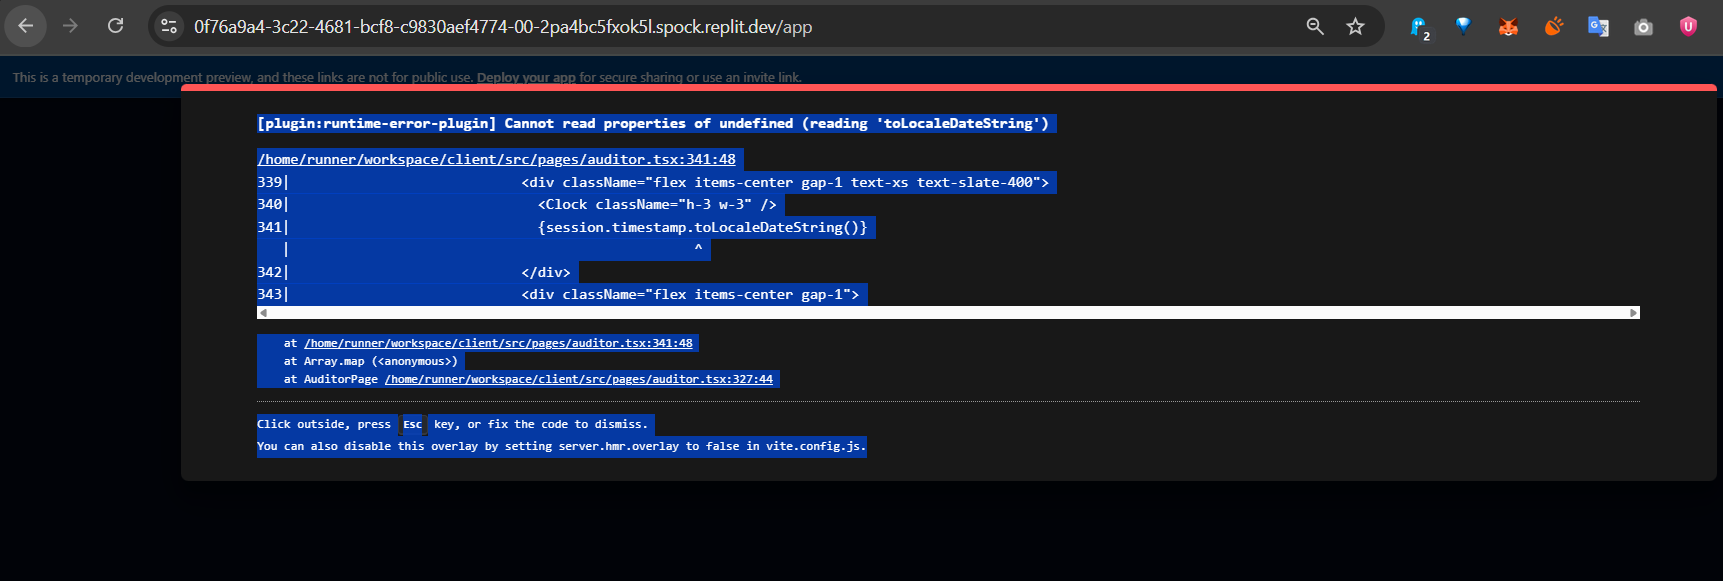 0f76a9a4-3c22-4681-bcf8-c9830aef4774-00-2pa4bc5fxok5l.spock.replit.dev/app
2
This is a temporary development preview, and these links are not for public use. Deploy your app for secure sharing or use an invite link.
[plugin:runtime-error-plugin] Cannot read properties of undefined (reading 'toLocaleDateString')
/home/runner/workspace/client/src/pages/auditor.tsx:341:48
339|                            <div className="flex items-center gap-1 text-xs text-slate-400">
340|                              <Clock className="h-3 w-3" />
341|                              {session.timestamp.toLocaleDateString()}
   |                                                 ^
342|                            </div>
343|                            <div className="flex items-center gap-1">
at /home/runner/workspace/client/src/pages/auditor.tsx:341:48
at Array.map (<anonymous>)
at AuditorPage /home/runner/workspace/client/src/pages/auditor.tsx:327:44
Click outside, press Esc key, or fix the code to dismiss.
You can also disable this overlay by setting server.hmr.overlay to false in vite.config.js.